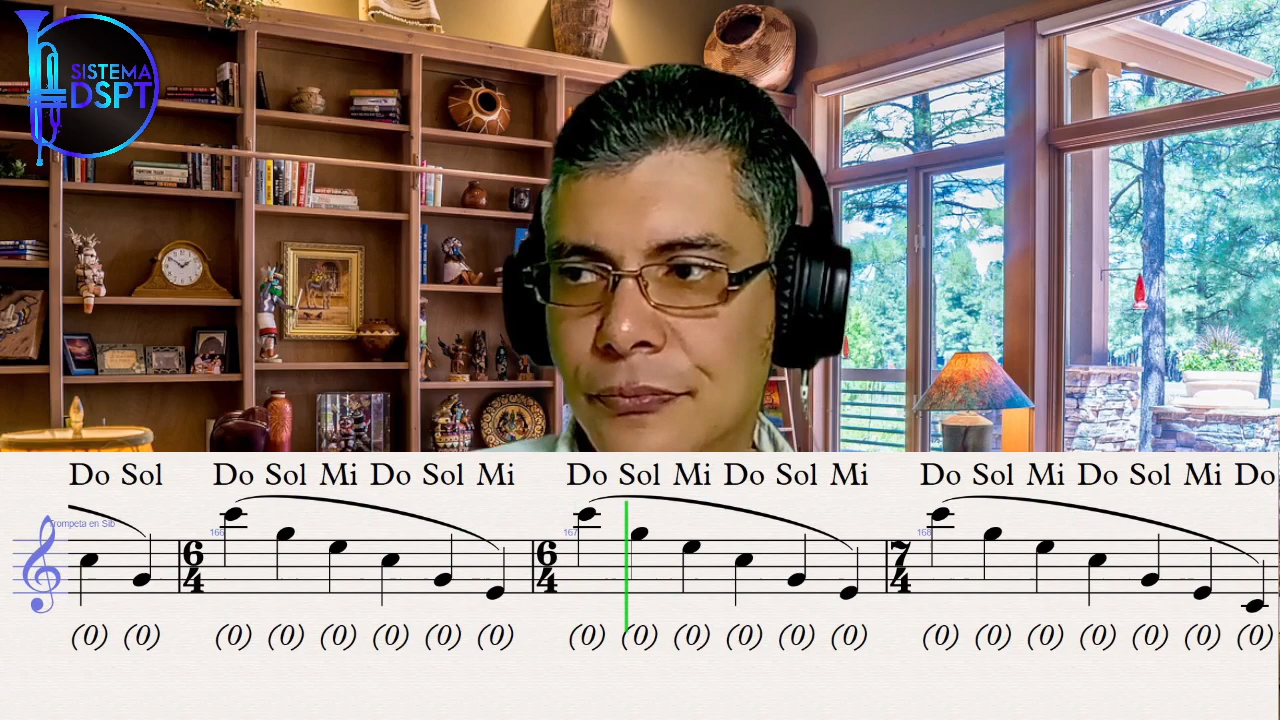 SISTEMA
DSPT
Do Sol Do Sol Mi Do Sol Mi Do Sol Mi Do Sol Mi Do Sol Mi Do Sol Mi Do
Trompeta en Sib
166 167 168
6 6 7
4 4 4
(0) (0) (0) (0) (0) (0) (0) (0) (0) (0) (0) (0) (0) (0) (0) (0) (0) (0) (0) (0) (0)